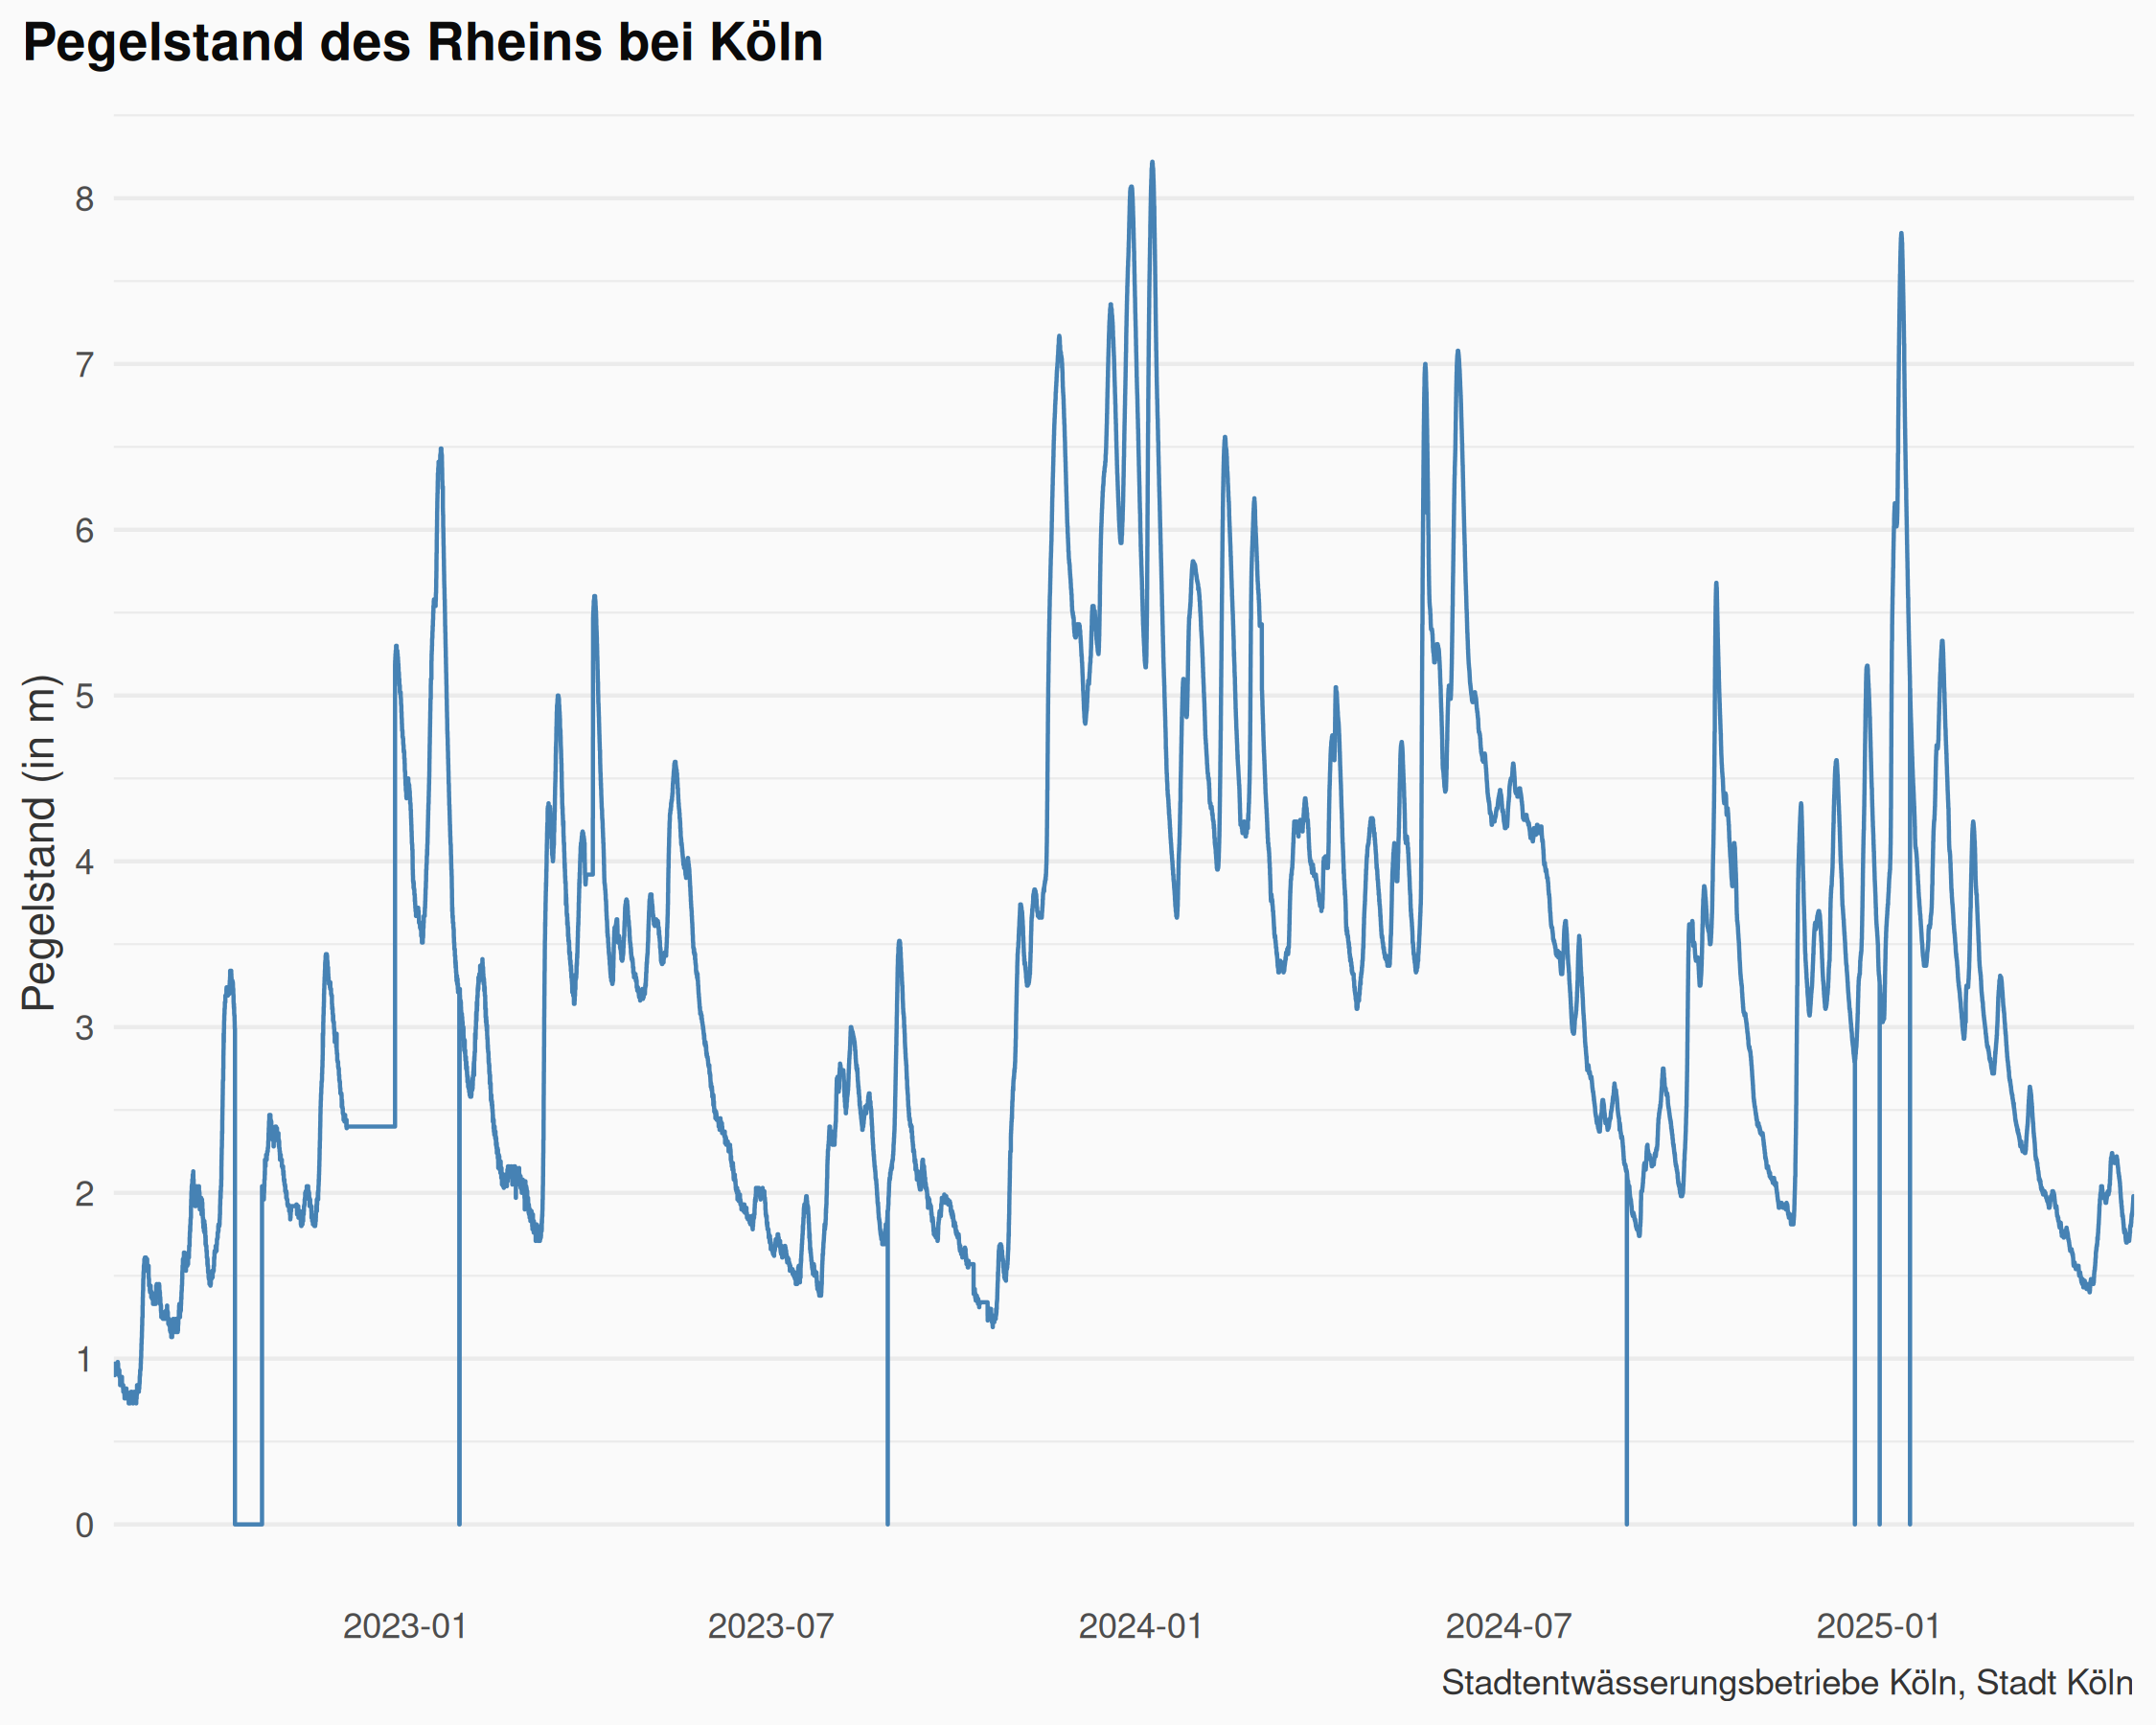 Pegelstand des Rheins bei Köln
Pegelstand (in m)
8
7
6
5
4
3
2
1
0
2023-01 2023-07 2024-01 2024-07 2025-01
Stadtentwässerungsbetriebe Köln, Stadt Köln